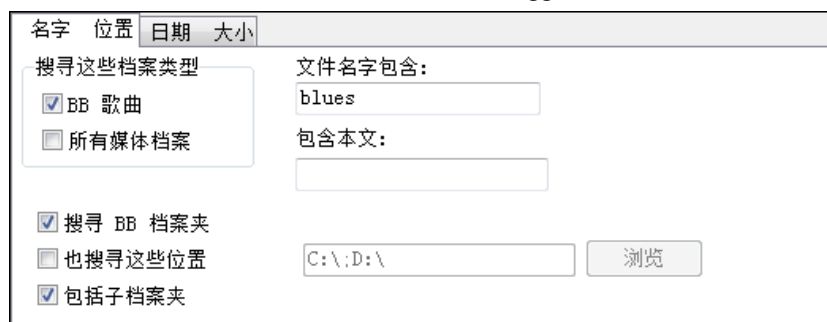 名字 位置 日期 大小
搜寻这些档案类型
BB 歌曲
所有媒体档案
文件名字包含:
blues
包含本文:
搜寻 BB 档案夹
也搜寻这些位置 C:\;D:\ 浏览
包括子档案夹